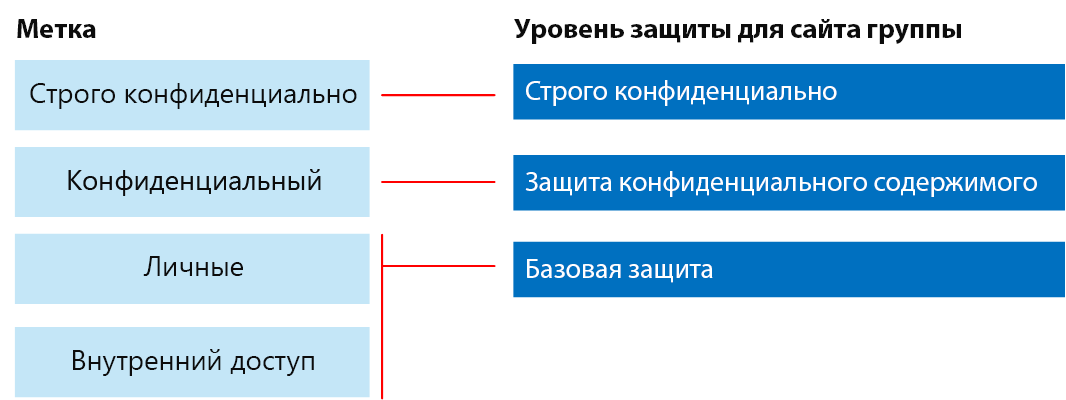 Метка
Уровень защиты для сайта группы
Строго конфиденциально
Строго конфиденциально
Конфиденциальный
Защита конфиденциального содержимого
Личные
Базовая защита
Внутренний доступ